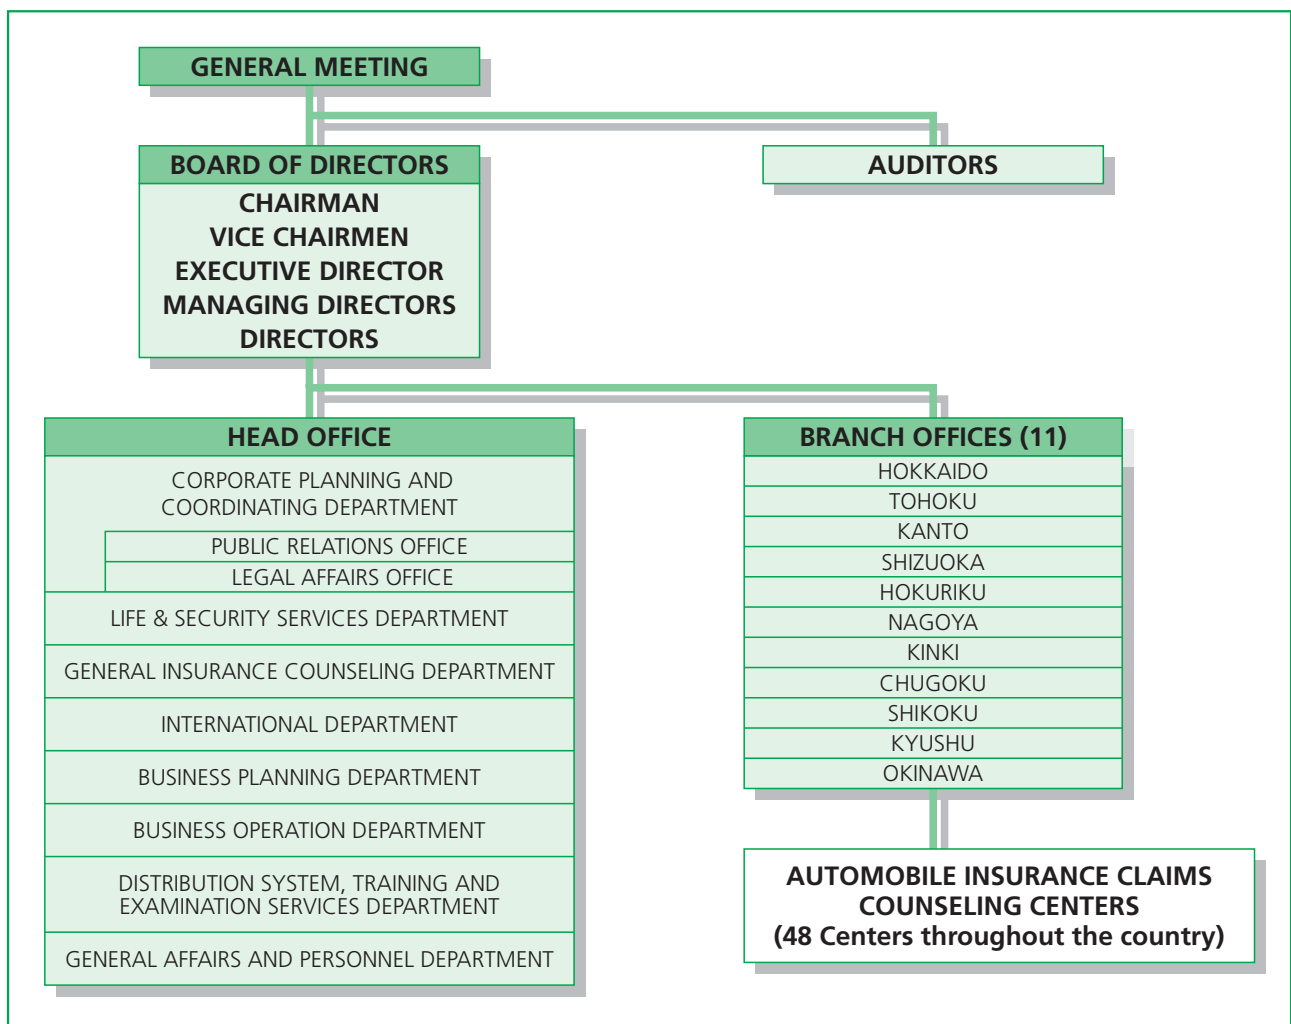 GENERAL MEETING
BOARD OF DIRECTORS
CHAIRMAN
VICE CHAIRMEN
EXECUTIVE DIRECTOR
MANAGING DIRECTORS
DIRECTORS
AUDITORS
HEAD OFFICE
CORPORATE PLANNING AND
COORDINATING DEPARTMENT
PUBLIC RELATIONS OFFICE
LEGAL AFFAIRS OFFICE
LIFE & SECURITY SERVICES DEPARTMENT
GENERAL INSURANCE COUNSELING DEPARTMENT
INTERNATIONAL DEPARTMENT
BUSINESS PLANNING DEPARTMENT
BUSINESS OPERATION DEPARTMENT
DISTRIBUTION SYSTEM, TRAINING AND
EXAMINATION SERVICES DEPARTMENT
GENERAL AFFAIRS AND PERSONNEL DEPARTMENT
BRANCH OFFICES (11)
HOKKAIDO
TOHOKU
KANTO
SHIZUOKA
HOKURIKU
NAGOYA
KINKI
CHUGOKU
SHIKOKU
KYUSHU
OKINAWA
AUTOMOBILE INSURANCE CLAIMS
COUNSELING CENTERS
(48 Centers throughout the country)